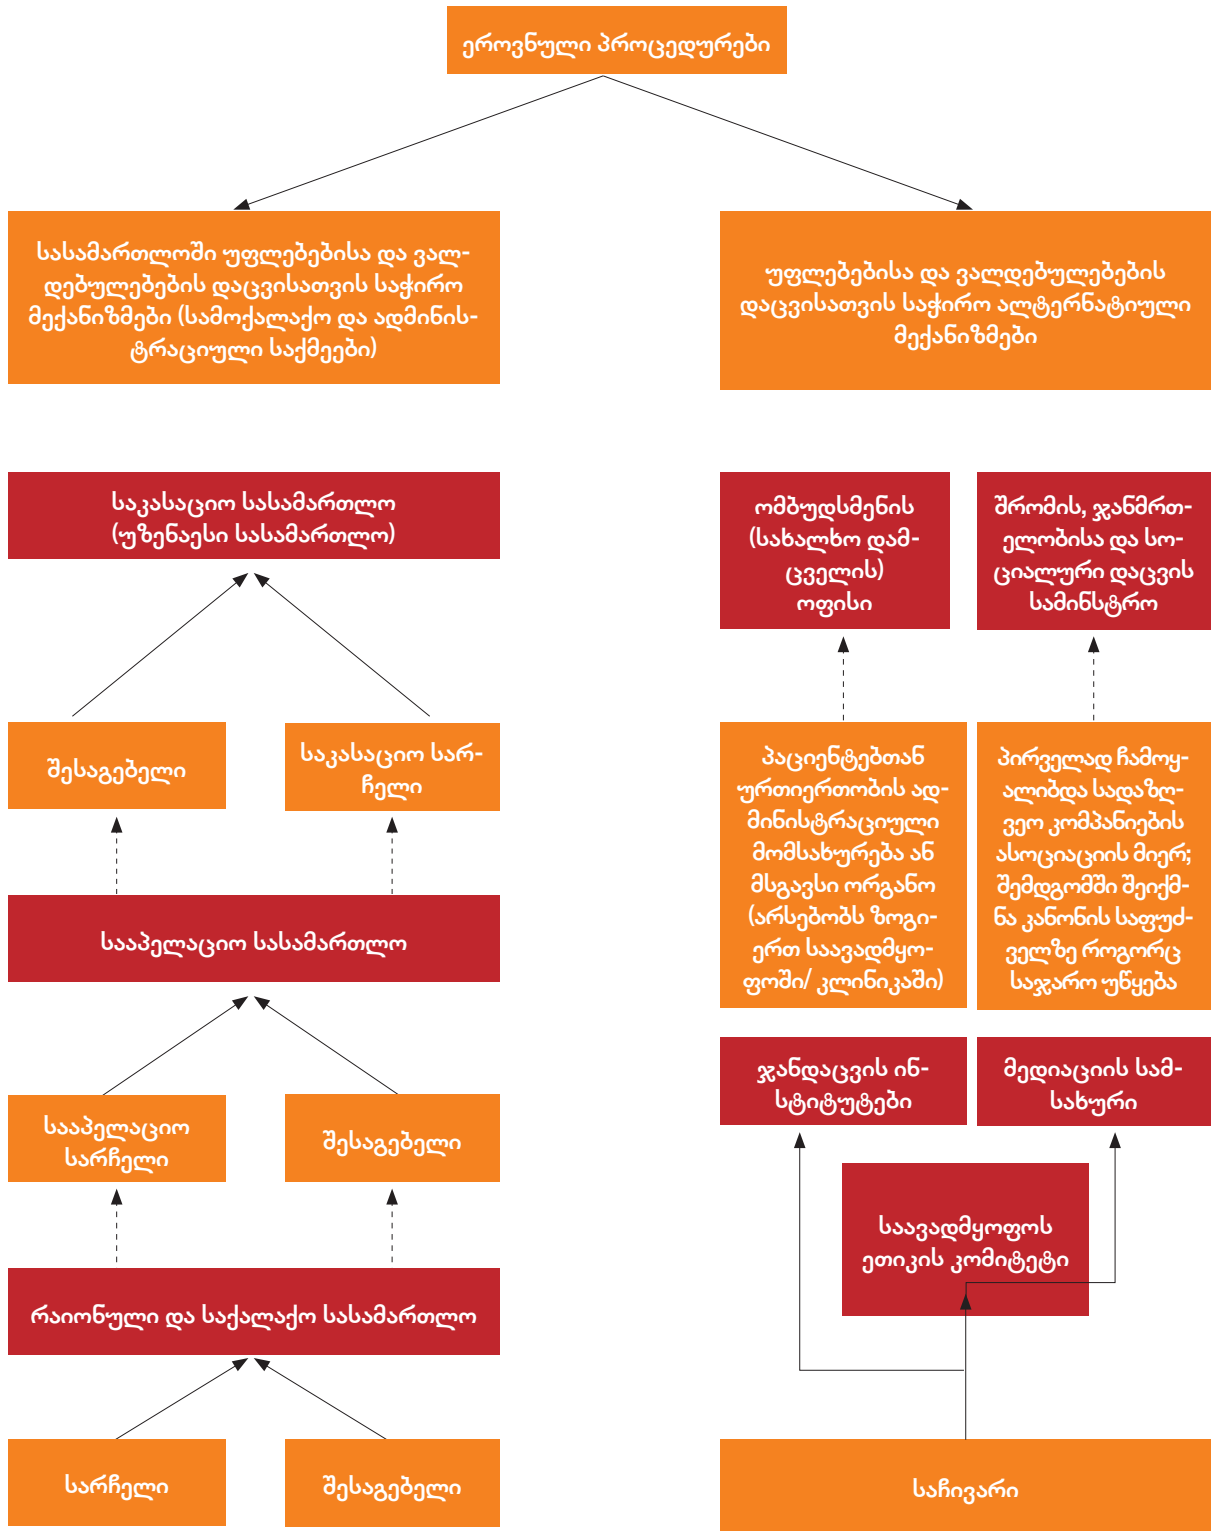 ეროვნული პროცედურები
სასამართლოში უფლებებისა და ვალ-
დებულებების დაცვისათვის საჭირო
მექანიზმები (სამოქალაქო და ადმინის-
ტრაციული საქმეები)
უფლებებისა და ვალდებულებების
დაცვისათვის საჭირო ალტერნატიული
მექანიზმები
საკასაციო სასამართლო
(უზენაესი სასამართლო)
ომბუდსმენის
(სახალხო დამ-
ცველის)
ოფისი
შრომის, ჯანმრთ-
ელობისა და სო-
ციალური დაცვის
სამინსტრო
შესაგებელი
საკასაციო სარ-
ჩელი
პაციენტებთან
ურთიერთობის ად-
მინისტრაციული
მომსახურება ან
მსგავსი ორგანო
(არსებობს ზოგი-
ერთ საავადმყო-
ფოში/ კლინიკაში)
პირველად ჩამოყ-
ალიბდა სადაზღ-
ვეო კომპანიების
ასოციაციის მიერ;
შემდგომში შეიქმ-
ნა კანონის საფუძ-
ველზე როგორც
საჯარო უწყება
სააპელაციო სასამართლო
ჯანდაცვის ინ-
სტიტუტები
მედიაციის სამ-
სახური
სააპელაციო
სარჩელი
შესაგებელი
საავადმყოფოს
ეთიკის კომიტეტი
რაიონული და საქალაქო სასამართლო
სარჩელი
შესაგებელი
საჩივარი